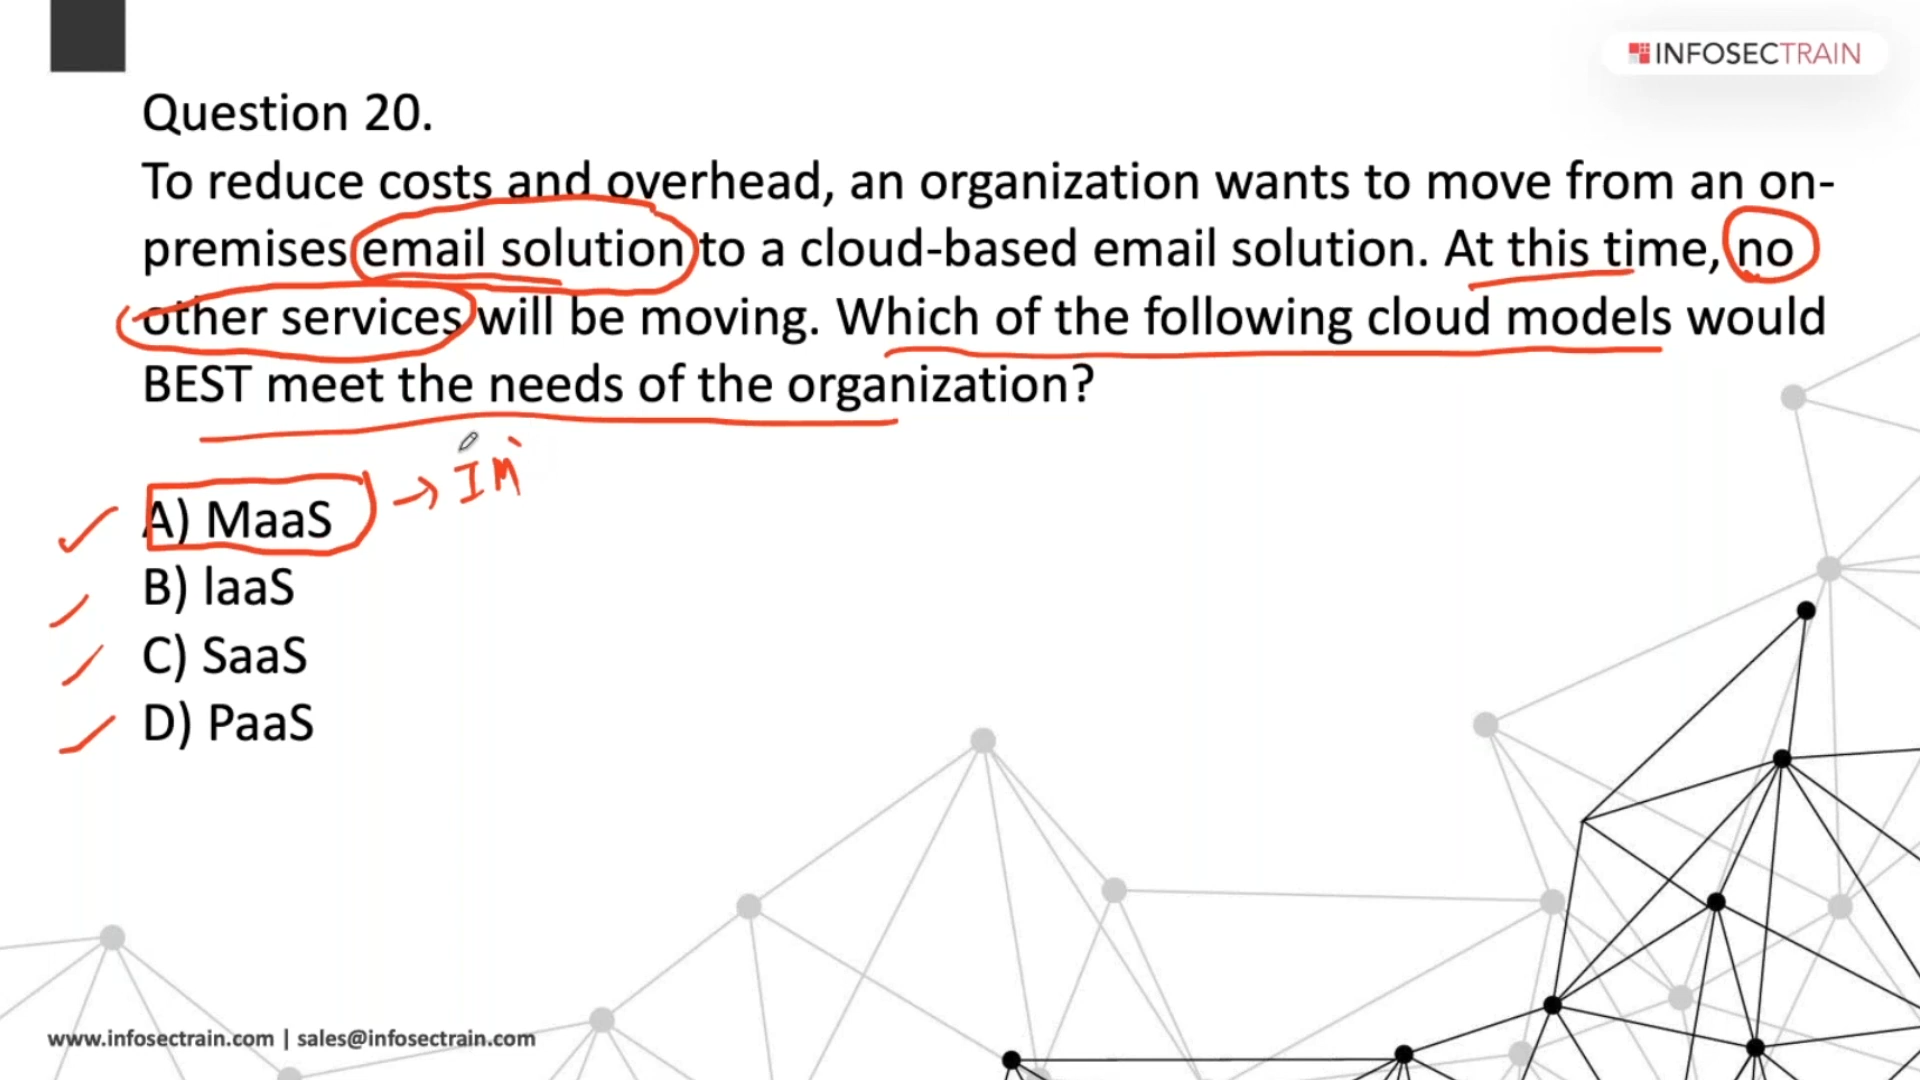 INFOSECTRAIN
Question 20.
To reduce costs and overhead, an organization wants to move from an on-
premises email solution to a cloud-based email solution. At this time, no
other services will be moving. Which of the following cloud models would
BEST meet the needs of the organization?
IM
A) MaaS
B) laaS
C) SaaS
D) PaaS
www.infosectrain.com | sales@infosectrain.com